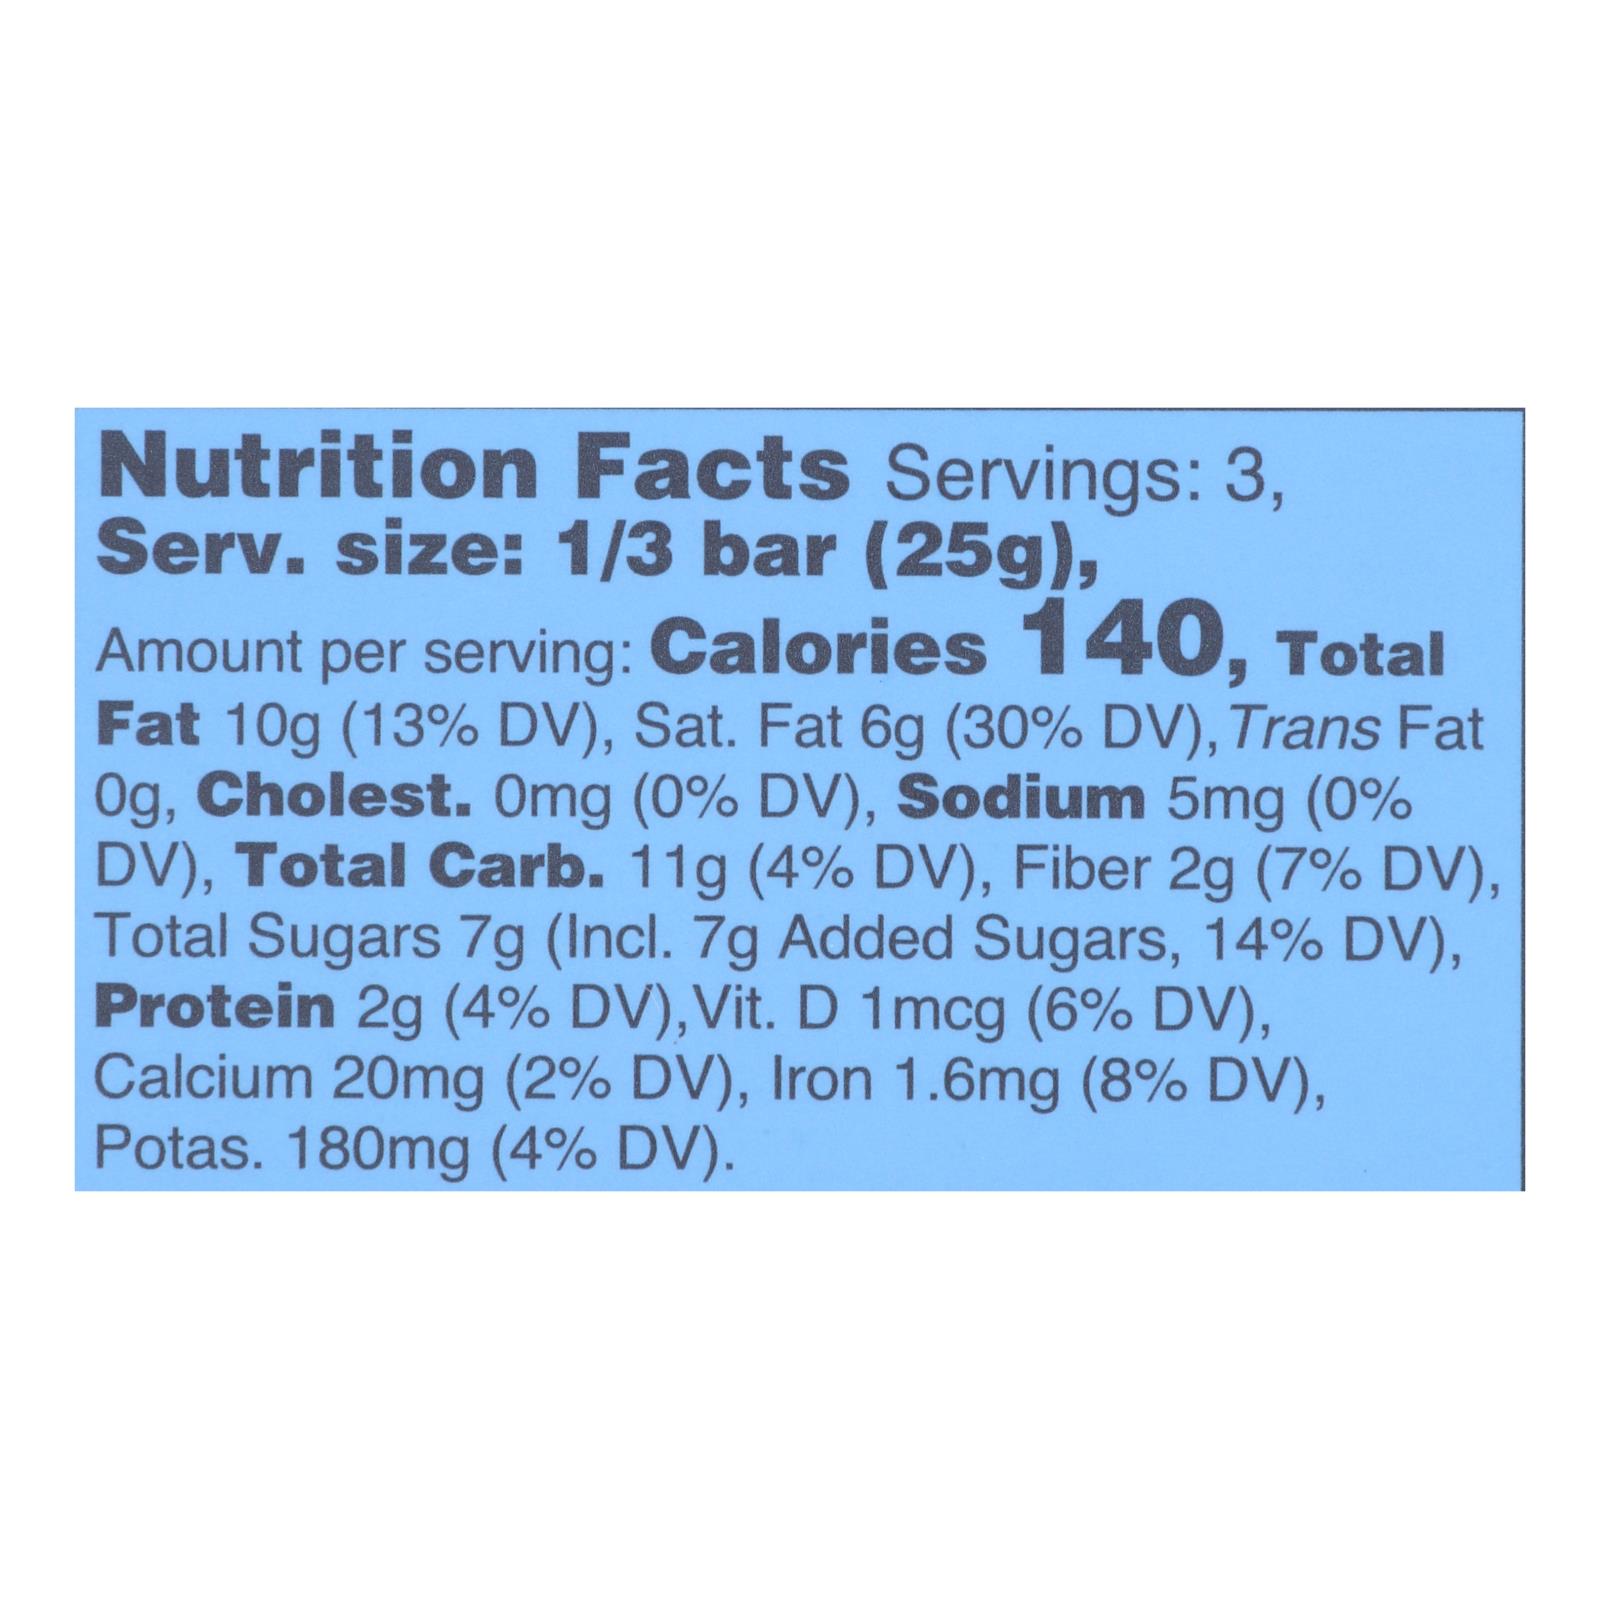 Nutrition Facts Servings: 3,
Serv. size: 1/3 bar (25g),
Amount per serving: Calories 140, Total
Fat 10g (13% DV), Sat. Fat 6g (30% DV), Trans Fat
0g, Cholest. 0mg (0% DV), Sodium 5mg (0%
DV), Total Carb. 11g (4% DV), Fiber 2g (7% DV),
Total Sugars 7g (Incl. 7g Added Sugars, 14% DV),
Protein 2g (4% DV), Vit. D 1mcg (6% DV),
Calcium 20mg (2% DV), Iron 1.6mg (8% DV),
Potas. 180mg (4% DV).